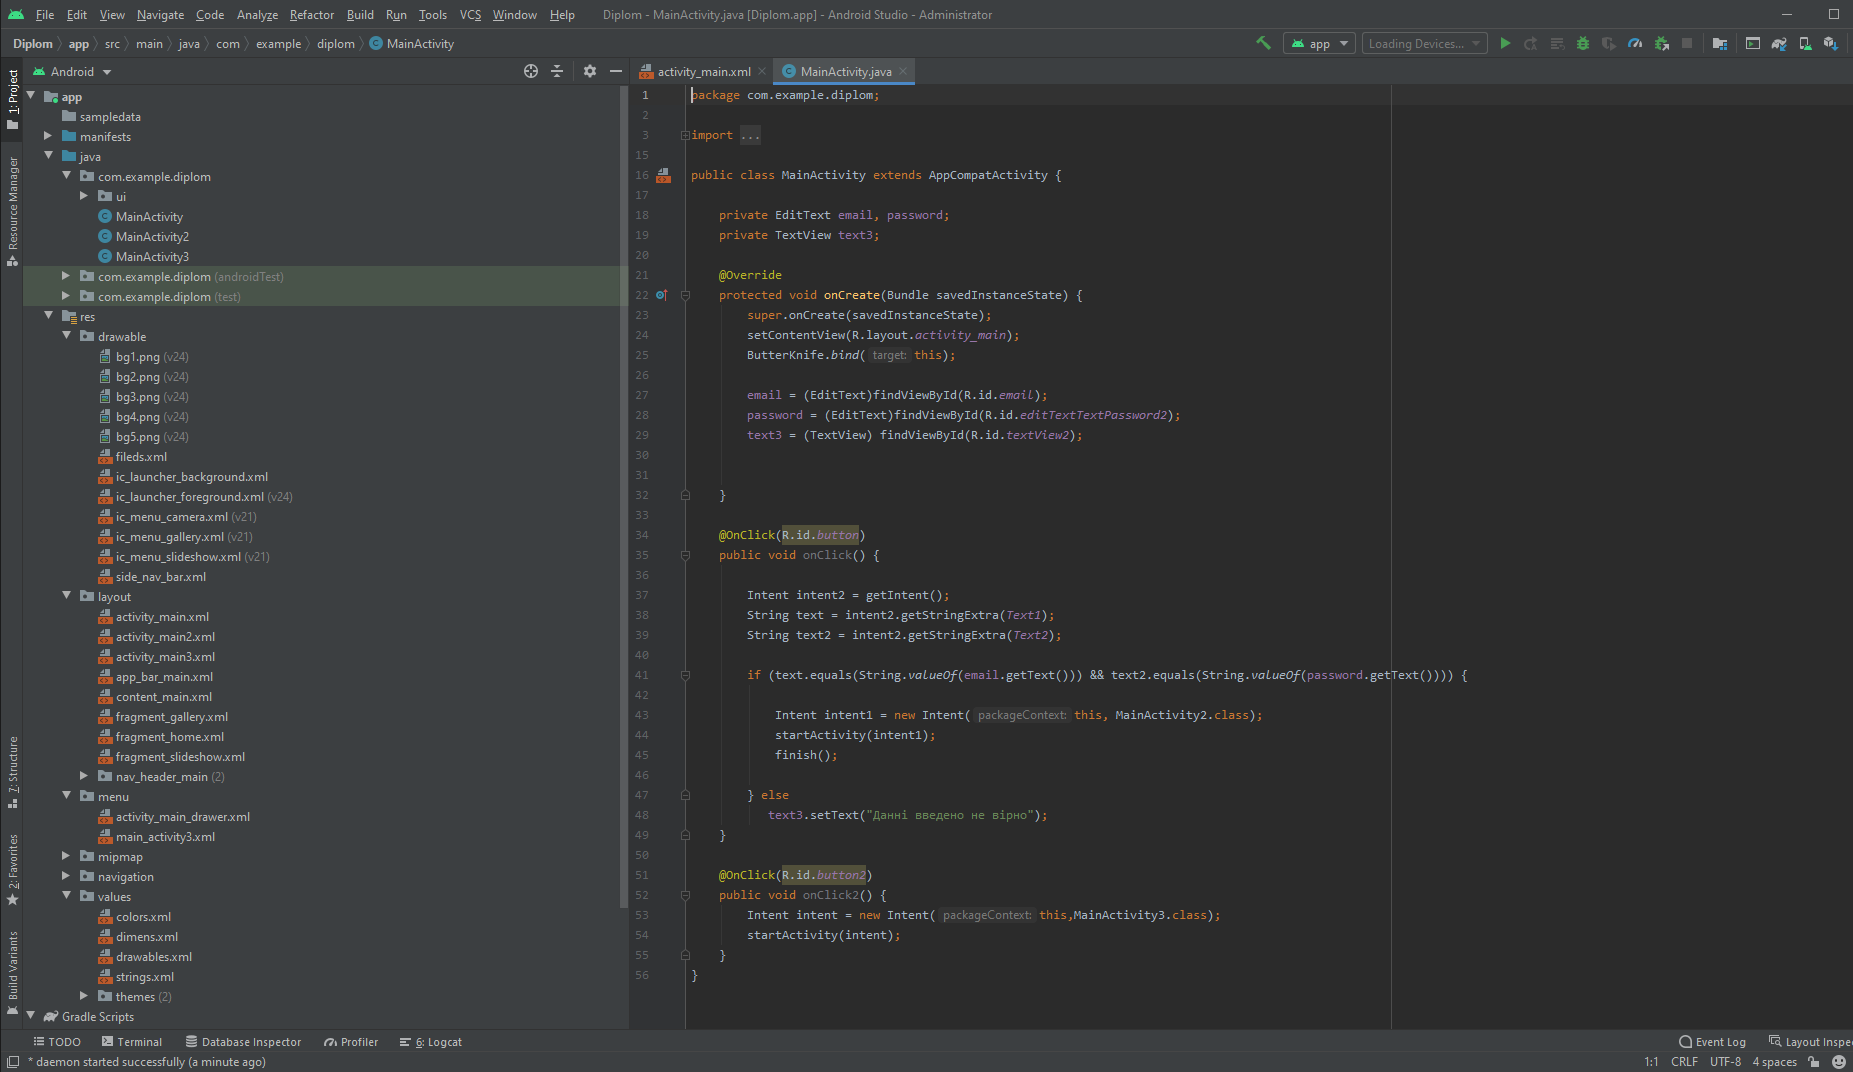 File Edit View Navigate Code Analyze Refactor Build Run Tools VCS Window Help Diplom - MainActivity.java [Diplom.app] - Android Studio - Administrator
Diplom app src main java com example diplom MainActivity app Loading Devices...
Android
activity_main.xml MainActivity.java
1: Project
Resource Manager
7: Structure
2: Favorites
Build Variants
app
sampledata
manifests
java
com.example.diplom
ui
MainActivity
MainActivity2
MainActivity3
com.example.diplom (androidTest)
com.example.diplom (test)
res
drawable
bg1.png (v24)
bg2.png (v24)
bg3.png (v24)
bg4.png (v24)
bg5.png (v24)
fileds.xml
ic_launcher_background.xml
ic_launcher_foreground.xml (v24)
ic_menu_camera.xml (v21)
ic_menu_gallery.xml (v21)
ic_menu_slideshow.xml (v21)
side_nav_bar.xml
layout
activity_main.xml
activity_main2.xml
activity_main3.xml
app_bar_main.xml
content_main.xml
fragment_gallery.xml
fragment_home.xml
fragment_slideshow.xml
nav_header_main (2)
menu
activity_main_drawer.xml
main_activity3.xml
mipmap
navigation
values
colors.xml
dimens.xml
drawables.xml
strings.xml
themes (2)
Gradle Scripts
1 package com.example.diplom;
2
3 import ...
15
16 public class MainActivity extends AppCompatActivity {
17
18 private EditText email, password;
19 private TextView text3;
20
21 @Override
22 protected void onCreate(Bundle savedInstanceState) {
23 super.onCreate(savedInstanceState);
24 setContentView(R.layout.activity_main);
25 ButterKnife.bind( target: this);
26
27 email = (EditText)findViewById(R.id.email);
28 password = (EditText)findViewById(R.id.editTextTextPassword2);
29 text3 = (TextView) findViewById(R.id.textView2);
30
31
32 }
33
34 @OnClick(R.id.button)
35 public void onClick() {
36
37 Intent intent2 = getIntent();
38 String text = intent2.getStringExtra(Text1);
39 String text2 = intent2.getStringExtra(Text2);
40
41 if (text.equals(String.valueOf(email.getText())) && text2.equals(String.valueOf(password.getText()))) {
42
43 Intent intent1 = new Intent( packageContext: this, MainActivity2.class);
44 startActivity(intent1);
45 finish();
46
47 } else
48 text3.setText("Данні введено не вірно");
49 }
50
51 @OnClick(R.id.button2)
52 public void onClick2() {
53 Intent intent = new Intent( packageContext: this,MainActivity3.class);
54 startActivity(intent);
55 }
56 }
TODO Terminal Database Inspector Profiler 6: Logcat Event Log Layout Inspe
* daemon started successfully (a minute ago) 1:1 CRLF UTF-8 4 spaces